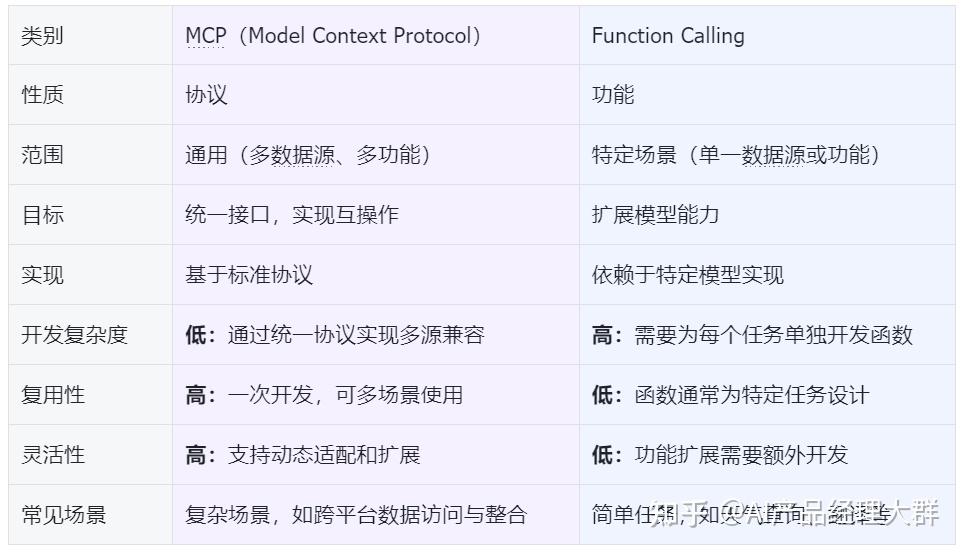 类别 MCP（Model Context Protocol） Function Calling
性质 协议 功能
范围 通用（多数据源、多功能） 特定场景（单一数据源或功能）
目标 统一接口，实现互操作 扩展模型能力
实现 基于标准协议 依赖于特定模型实现
开发复杂度 低：通过统一协议实现多源兼容 高：需要为每个任务单独开发函数
复用性 高：一次开发，可多场景使用 低：函数通常为特定任务设计
灵活性 高：支持动态适配和扩展 低：功能扩展需要额外开发
常见场景 复杂场景，如跨平台数据访问与整合 简单任务，如天气查询、翻译等
知乎 @AI产品经理大群